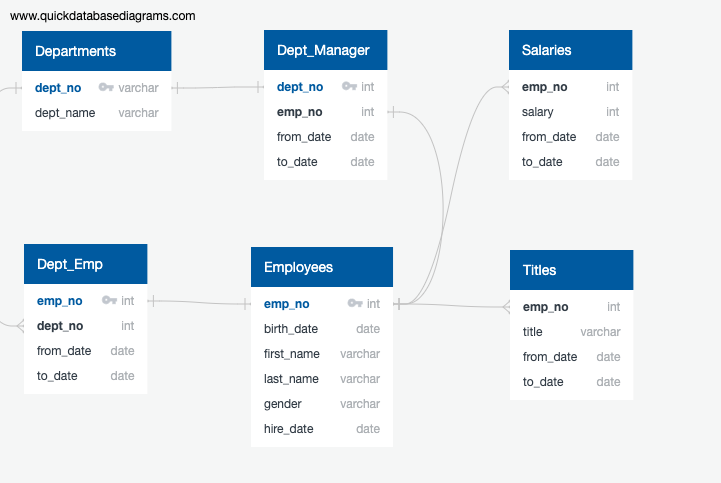 www.quickdatabasediagrams.com
Departments
dept_no varchar
dept_name varchar
Dept_Manager
dept_no int
emp_no int
from_date date
to_date date
Salaries
emp_no int
salary int
from_date date
to_date date
Dept_Emp
emp_no int
dept_no int
from_date date
to_date date
Employees
emp_no int
birth_date date
first_name varchar
last_name varchar
gender varchar
hire_date date
Titles
emp_no int
title varchar
from_date date
to_date date